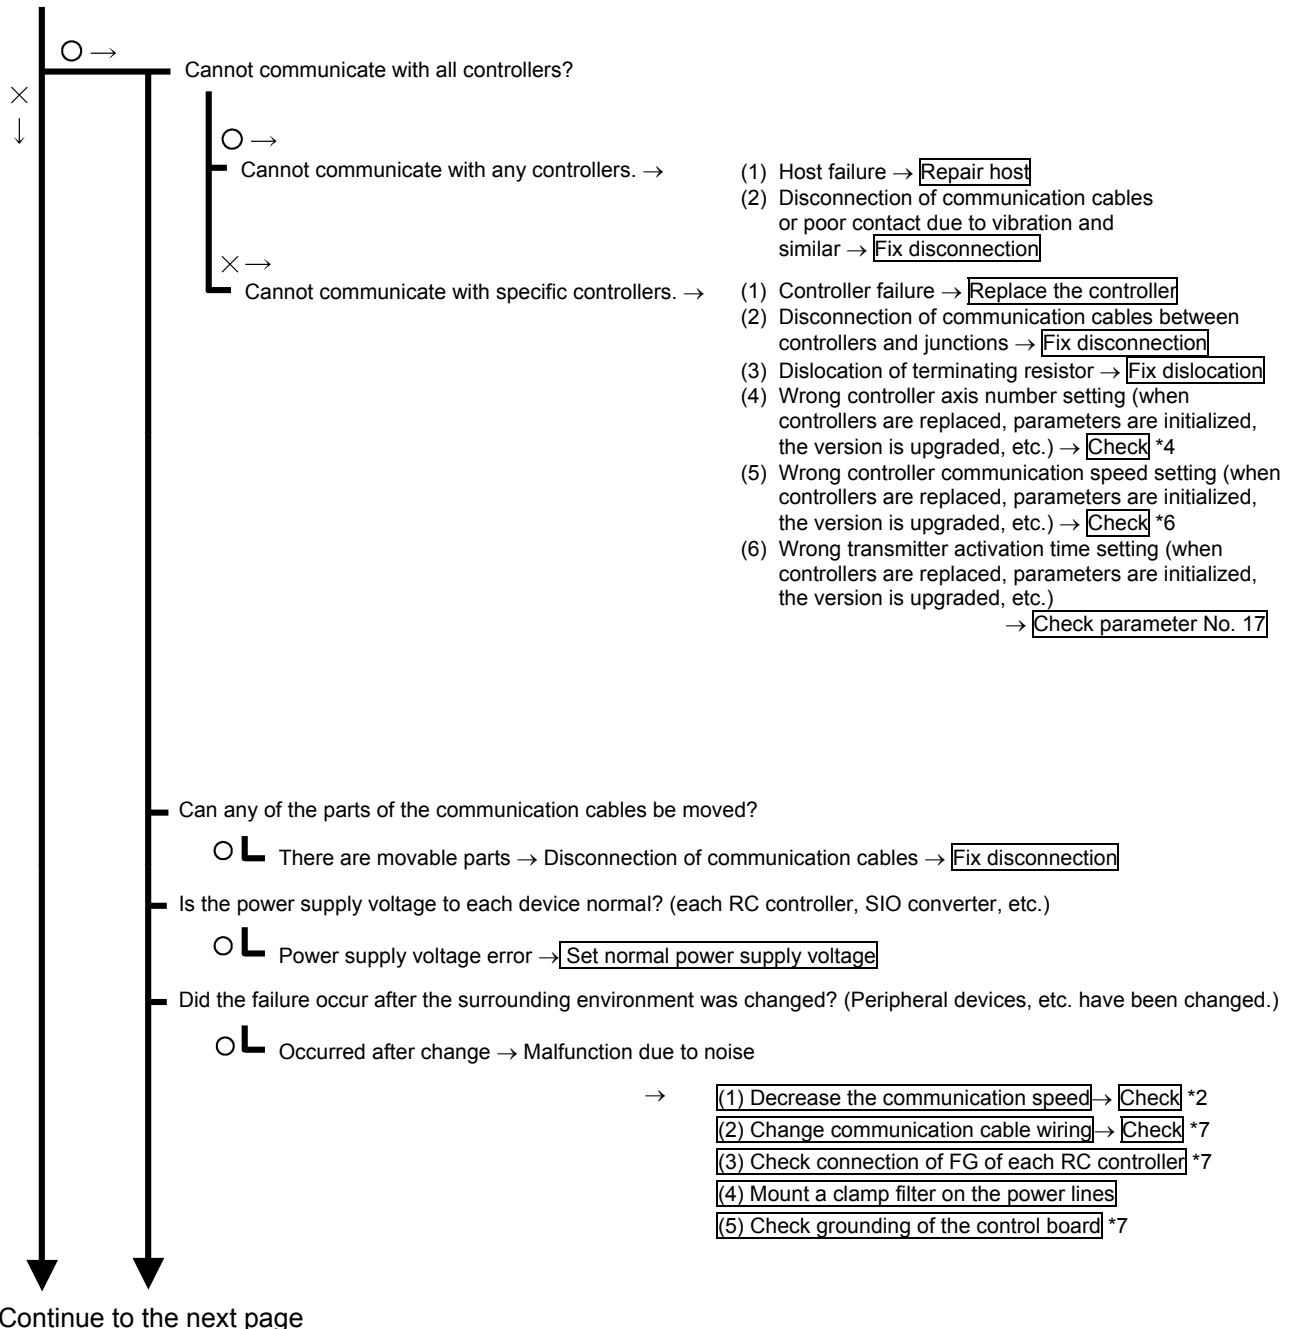 ○ →
Cannot communicate with all controllers?
×
↓
○ →
Cannot communicate with any controllers. →
(1) Host failure → Repair host
(2) Disconnection of communication cables
or poor contact due to vibration and
similar → Fix disconnection
× →
Cannot communicate with specific controllers. →
(1) Controller failure → Replace the controller
(2) Disconnection of communication cables between
controllers and junctions → Fix disconnection
(3) Dislocation of terminating resistor → Fix dislocation
(4) Wrong controller axis number setting (when
controllers are replaced, parameters are initialized,
the version is upgraded, etc.) → Check *4
(5) Wrong controller communication speed setting (when
controllers are replaced, parameters are initialized,
the version is upgraded, etc.) → Check *6
(6) Wrong transmitter activation time setting (when
controllers are replaced, parameters are initialized,
the version is upgraded, etc.)
→ Check parameter No. 17
Can any of the parts of the communication cables be moved?
○ There are movable parts → Disconnection of communication cables → Fix disconnection
Is the power supply voltage to each device normal? (each RC controller, SIO converter, etc.)
○ Power supply voltage error → Set normal power supply voltage
Did the failure occur after the surrounding environment was changed? (Peripheral devices, etc. have been changed.)
○ Occurred after change → Malfunction due to noise
→ (1) Decrease the communication speed → Check *2
(2) Change communication cable wiring → Check *7
(3) Check connection of FG of each RC controller *7
(4) Mount a clamp filter on the power lines
(5) Check grounding of the control board *7
Continue to the next page